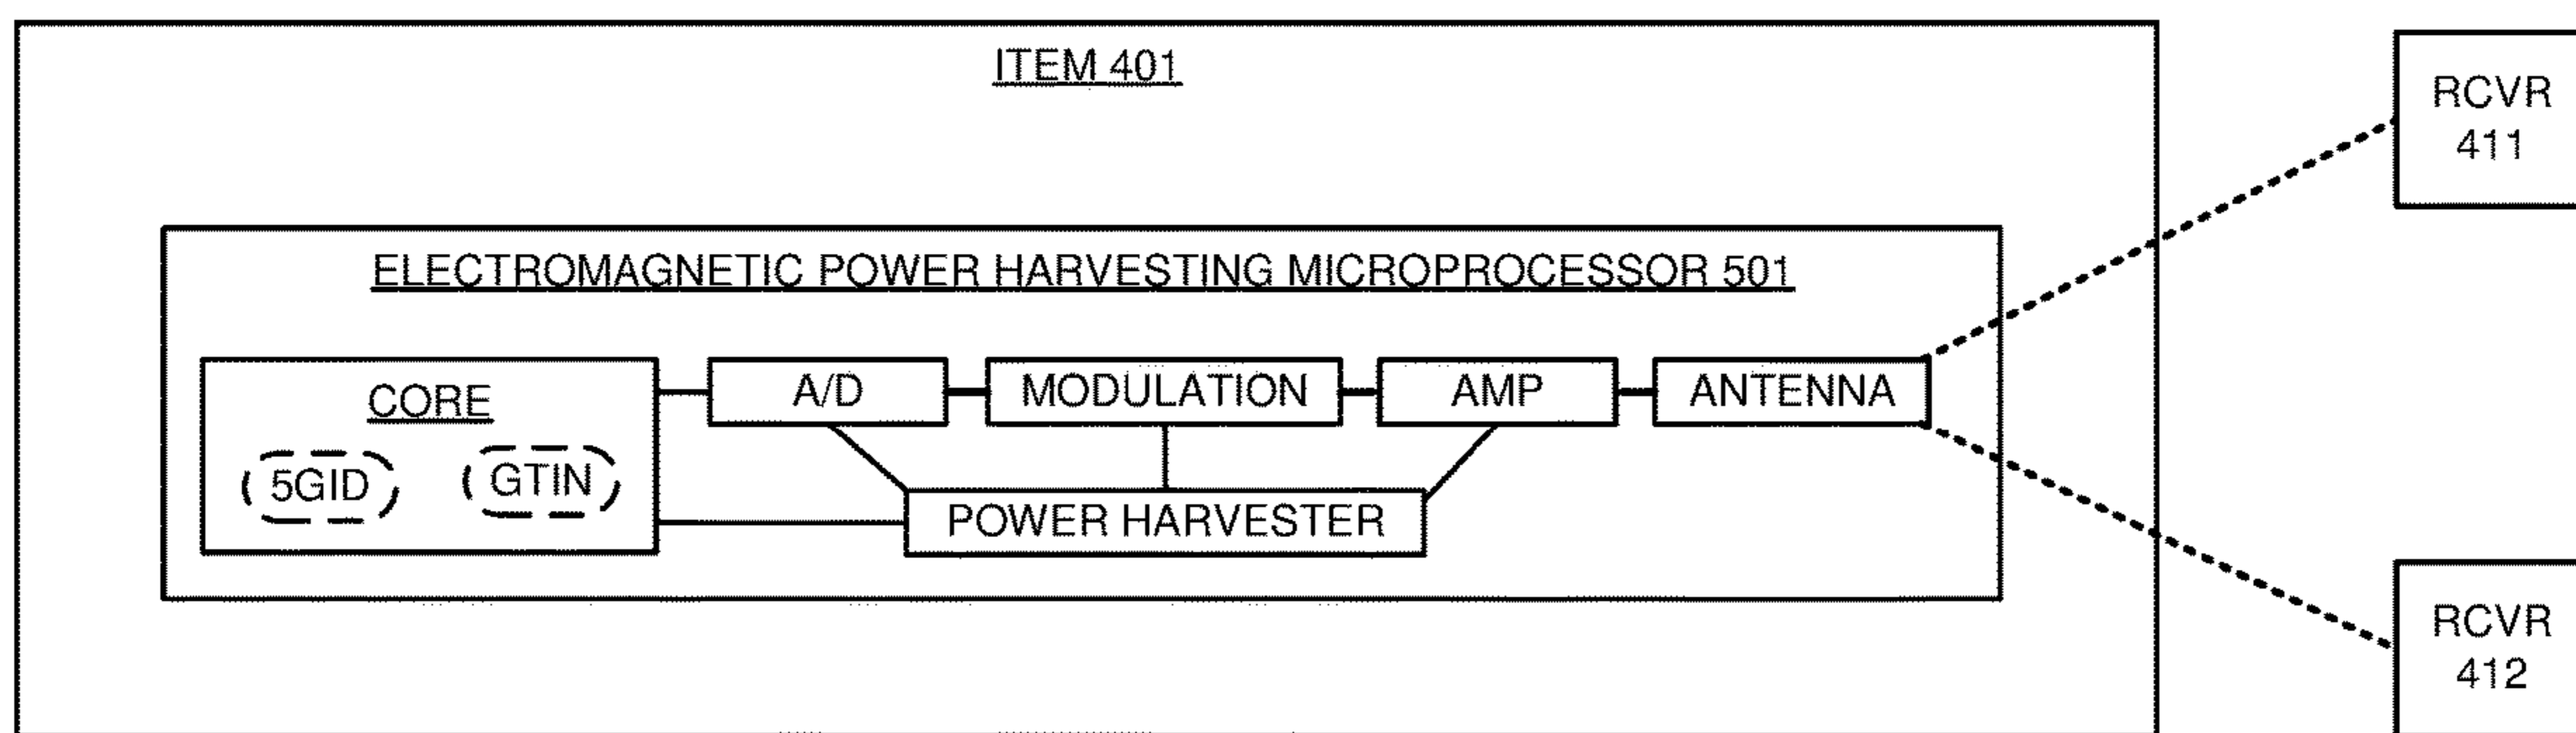 ITEM 401
RCVR
411
ELECTROMAGNETIC POWER HARVESTING MICROPROCESSOR 501
CORE
5GID
GTIN
A/D
MODULATION
AMP
ANTENNA
POWER HARVESTER
RCVR
412